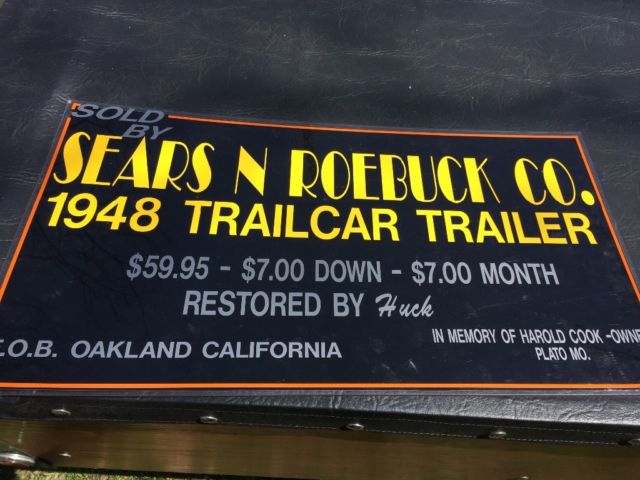 SOLD
BY
SEARS N ROEBUCK CO.
1948 TRAILCAR TRAILER
$59.95 - $7.00 DOWN - $7.00 MONTH
RESTORED BY Huck
.O.B. OAKLAND CALIFORNIA
IN MEMORY OF HAROLD COOK -OWNE
PLATO MO.